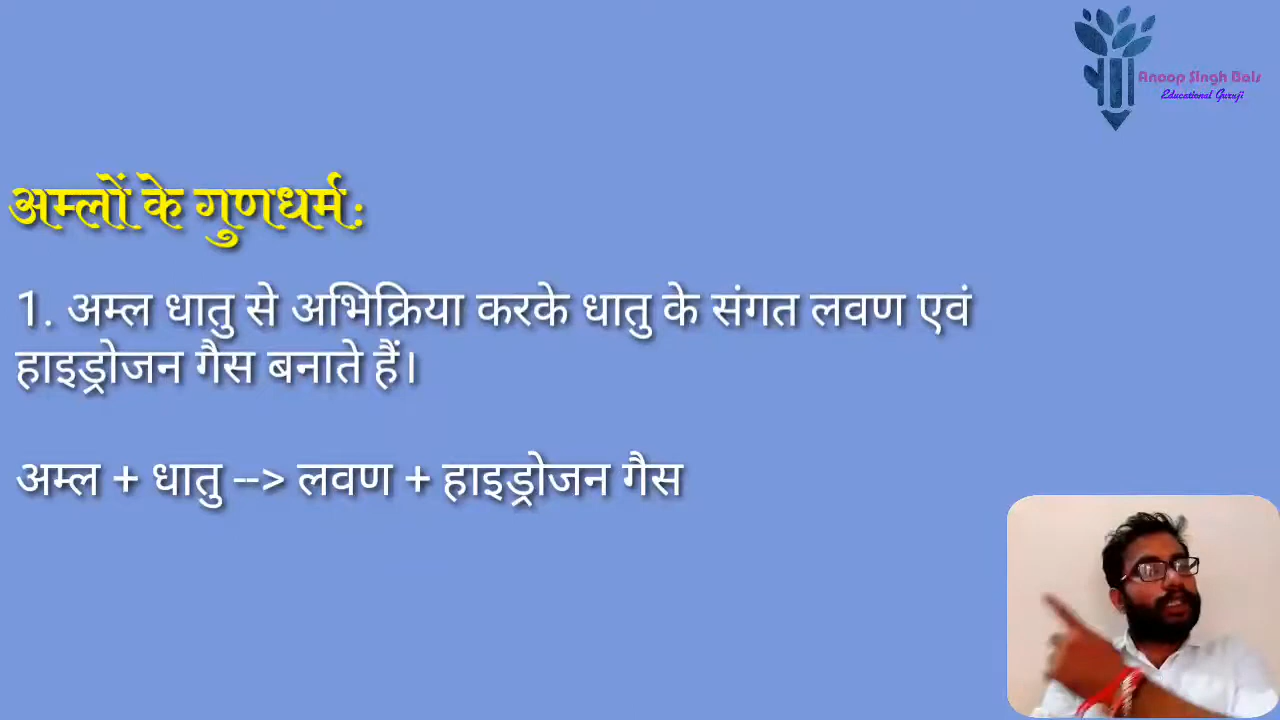 Anoop Singh Bais
Educational Guruji
अम्लों के गुणधर्म:
1. अम्ल धातु से अभिक्रिया करके धातु के संगत लवण एवं
हाइड्रोजन गैस बनाते हैं।
अम्ल + धातु --> लवण + हाइड्रोजन गैस